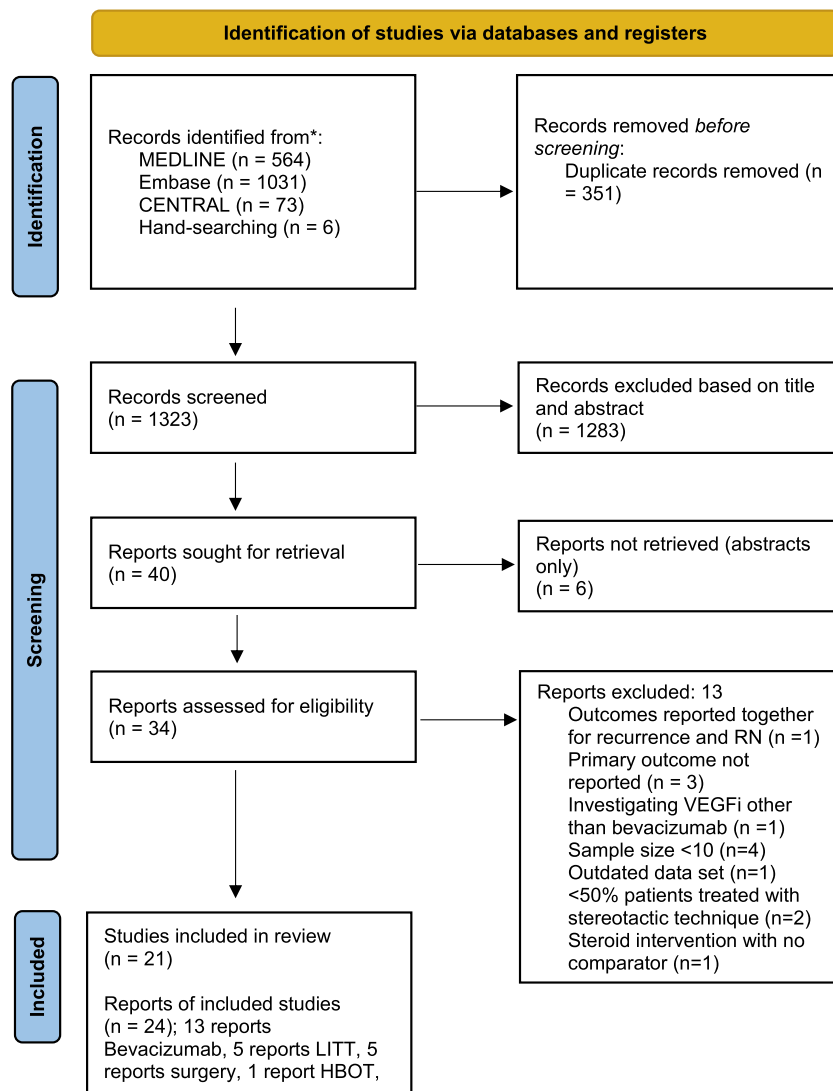 Identification of studies via databases and registers
Identification
Records identified from*:
MEDLINE (n = 564)
Embase (n = 1031)
CENTRAL (n = 73)
Hand-searching (n = 6)
Records removed before
screening:
Duplicate records removed (n
= 351)
Screening
Records screened
(n = 1323)
Records excluded based on title
and abstract
(n = 1283)
Reports sought for retrieval
(n = 40)
Reports not retrieved (abstracts
only)
(n = 6)
Reports assessed for eligibility
(n = 34)
Reports excluded: 13
Outcomes reported together
for recurrence and RN (n =1)
Primary outcome not
reported (n = 3)
Investigating VEGFi other
than bevacizumab (n =1)
Sample size <10 (n=4)
Outdated data set (n=1)
<50% patients treated with
stereotactic technique (n=2)
Steroid intervention with no
comparator (n=1)
Included
Studies included in review
(n = 21)
Reports of included studies
(n = 24); 13 reports
Bevacizumab, 5 reports LITT, 5
reports surgery, 1 report HBOT,